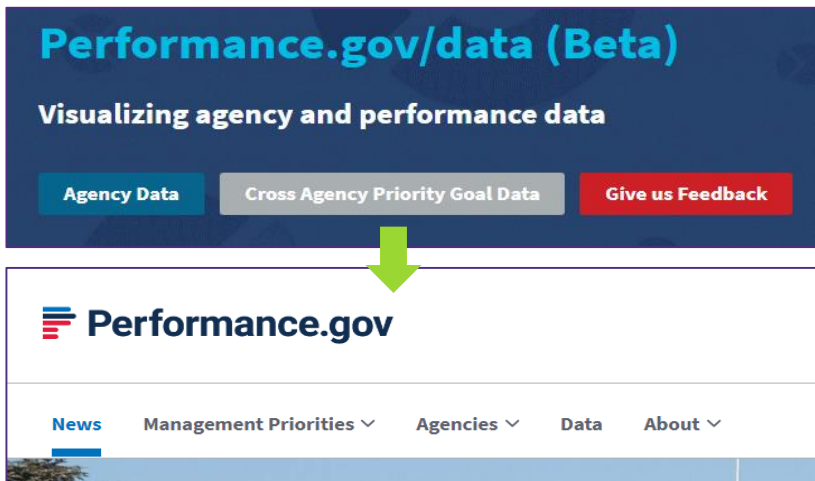 Performance.gov/data (Beta)
Visualizing agency and performance data
Agency Data Cross Agency Priority Goal Data Give us Feedback
Performance.gov
News Management Priorities Agencies Data About